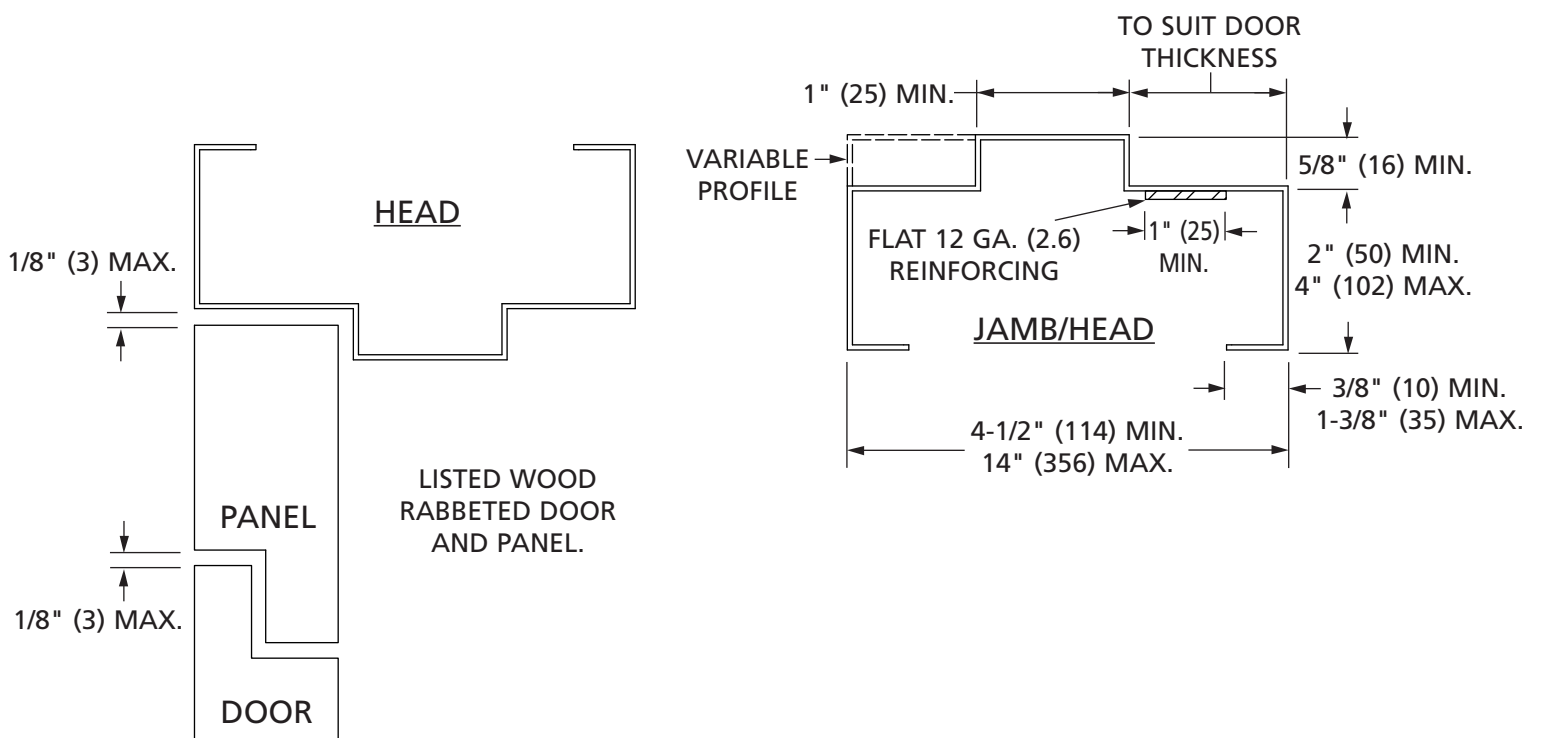 HEAD
1/8" (3) MAX.
PANEL
LISTED WOOD
RABBETED DOOR
AND PANEL.
1/8" (3) MAX.
DOOR
TO SUIT DOOR
THICKNESS
1" (25) MIN.
VARIABLE
PROFILE
5/8" (16) MIN.
FLAT 12 GA. (2.6)
REINFORCING
1" (25)
MIN.
2" (50) MIN.
4" (102) MAX.
JAMB/HEAD
3/8" (10) MIN.
1-3/8" (35) MAX.
4-1/2" (114) MIN.
14" (356) MAX.